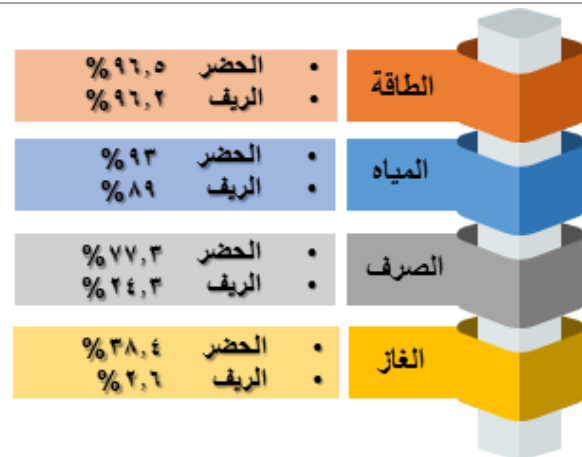 الطاقة
• الحضر ٩٦,٥%
• الريف ٩٦,٢%
المياه
• الحضر ٩٣%
• الريف ٨٩%
الصرف
• الحضر ٧٧,٣%
• الريف ٢٤,٣%
الغاز
• الحضر ٣٨,٤%
• الريف ٢,٦%